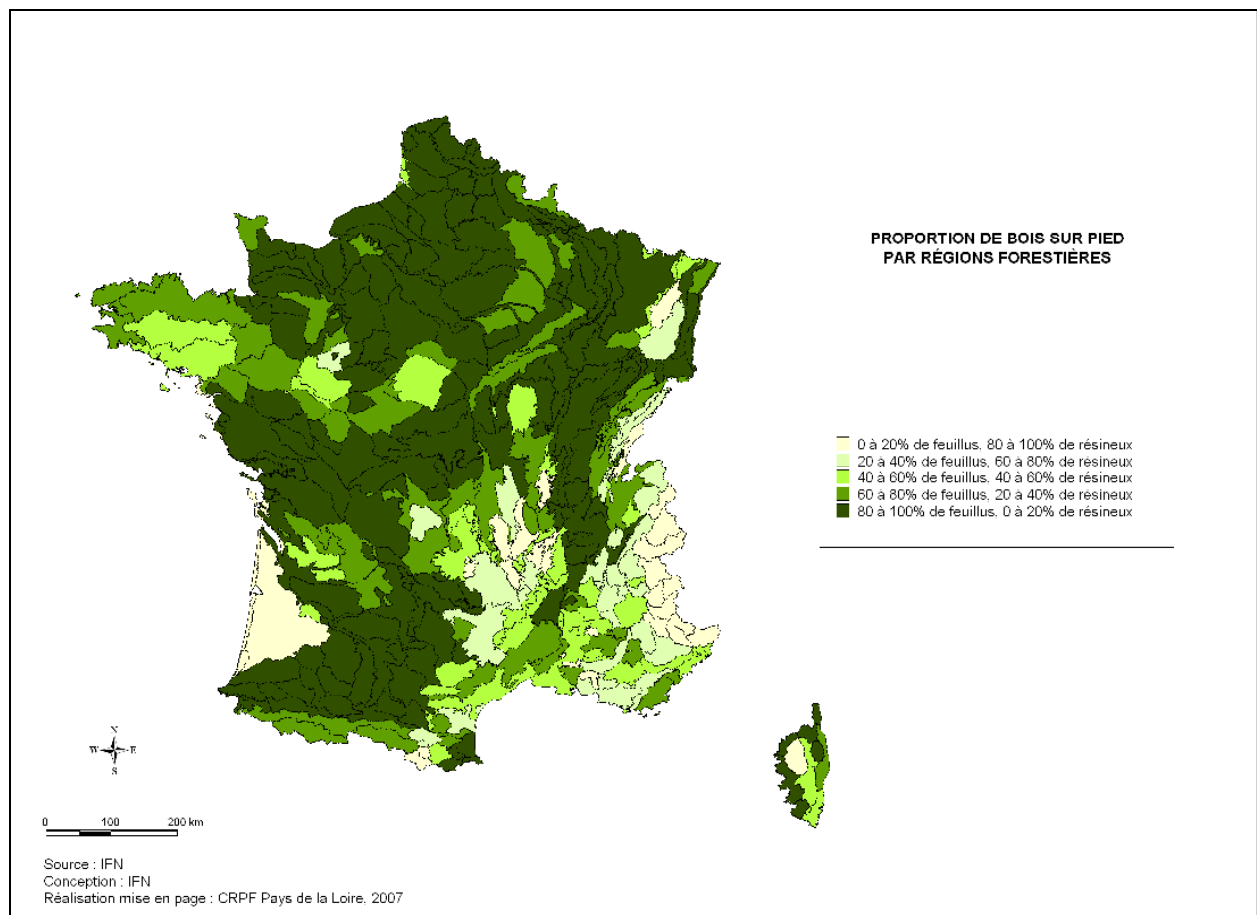 PROPORTION DE BOIS SUR PIED
PAR RÉGIONS FORESTIÈRES
0 à 20% de feuillus, 80 à 100% de résineux
20 à 40% de feuillus, 60 à 80% de résineux
40 à 60% de feuillus, 40 à 60% de résineux
60 à 80% de feuillus, 20 à 40% de résineux
80 à 100% de feuillus, 0 à 20% de résineux
N
W E
S
0 100 200 km
Source : IFN
Conception : IFN
Réalisation mise en page : CRPF Pays de la Loire, 2007